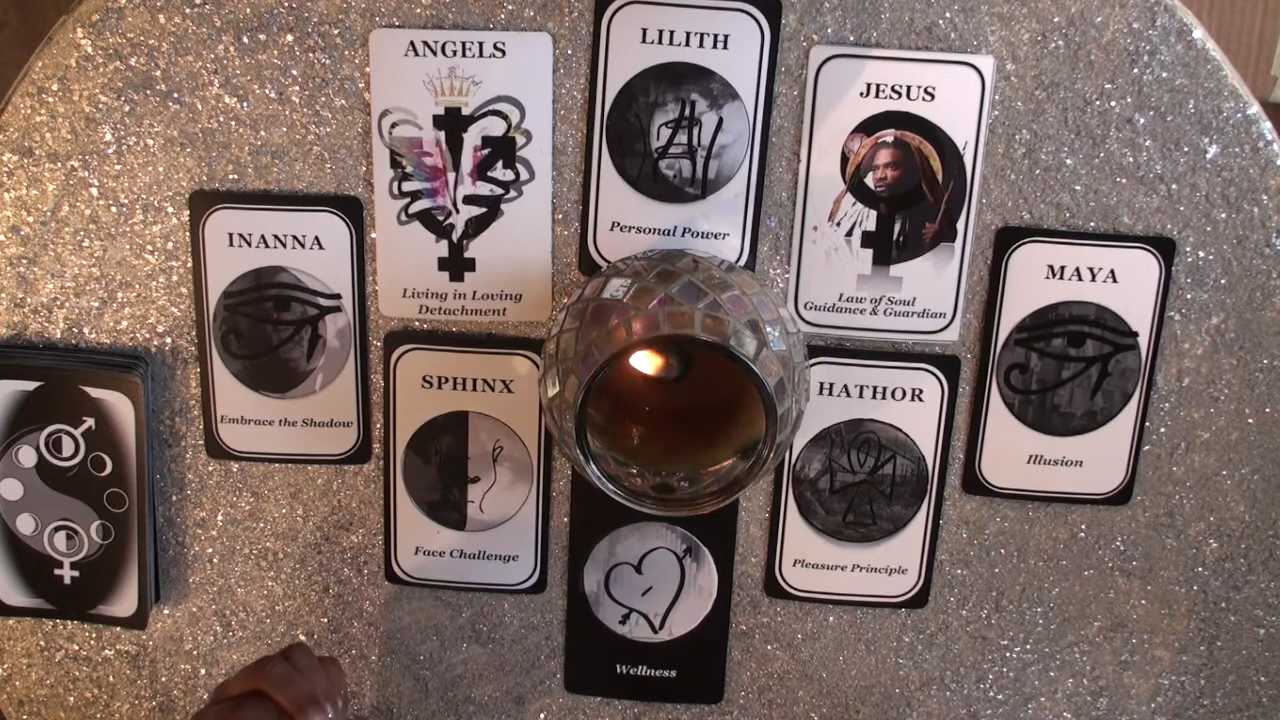 ANGELS
Living in Loving
Detachment
LILITH
Personal Power
JESUS
Law of Soul
Guidance & Guardian
INANNA
Embrace the Shadow
MAYA
Illusion
SPHINX
Face Challenge
HATHOR
Pleasure Principle
Wellness